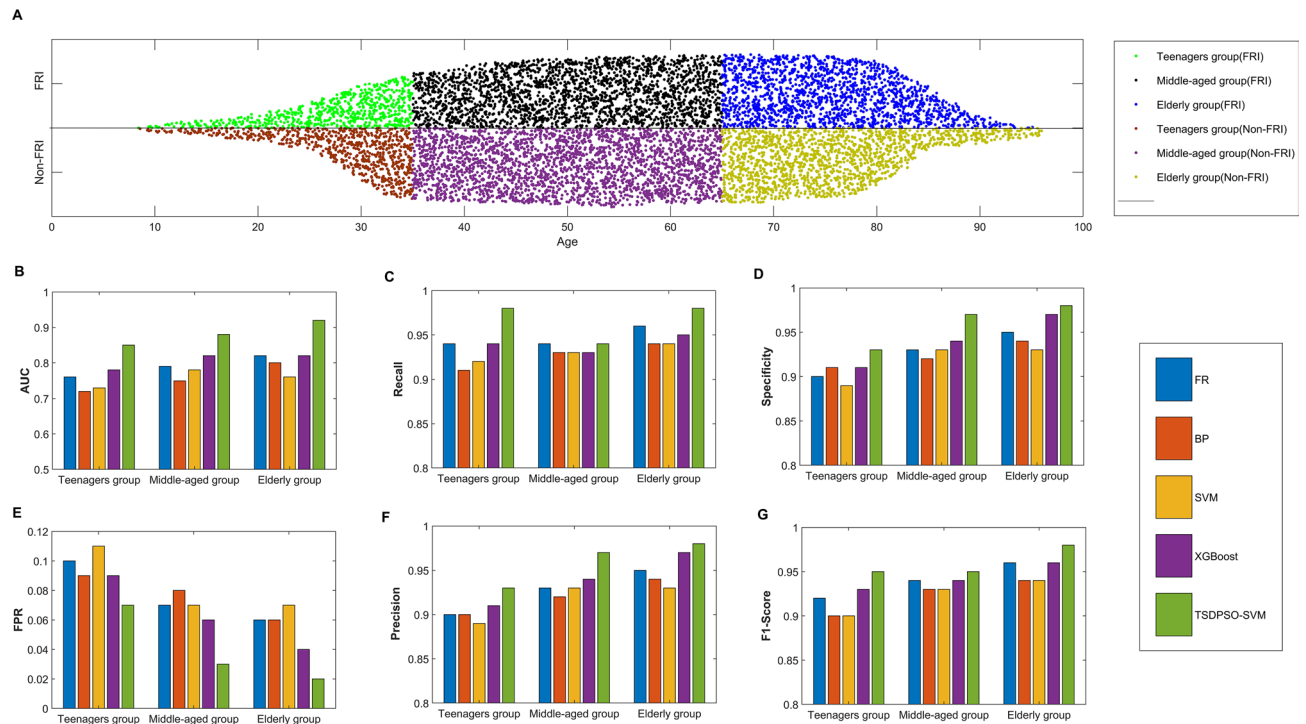 A
FRI
Non-FRI
0 10 20 30 40 50 60 70 80 90 100
Age
Teenagers group(FRI)
Middle-aged group(FRI)
Elderly group(FRI)
Teenagers group(Non-FRI)
Middle-aged group(Non-FRI)
Elderly group(Non-FRI)
B
AUC
0.9
0.8
0.7
0.6
0.5
Teenagers group Middle-aged group Elderly group
C
Recall
1
0.95
0.9
0.85
0.8
Teenagers group Middle-aged group Elderly group
D
Specificity
1
0.95
0.9
0.85
0.8
Teenagers group Middle-aged group Elderly group
E
FPR
0.12
0.1
0.08
0.06
0.04
0.02
0
Teenagers group Middle-aged group Elderly group
F
Precision
1
0.95
0.9
0.85
0.8
Teenagers group Middle-aged group Elderly group
G
F1-Score
1
0.95
0.9
0.85
0.8
Teenagers group Middle-aged group Elderly group
FR
BP
SVM
XGBoost
TSDPSO-SVM